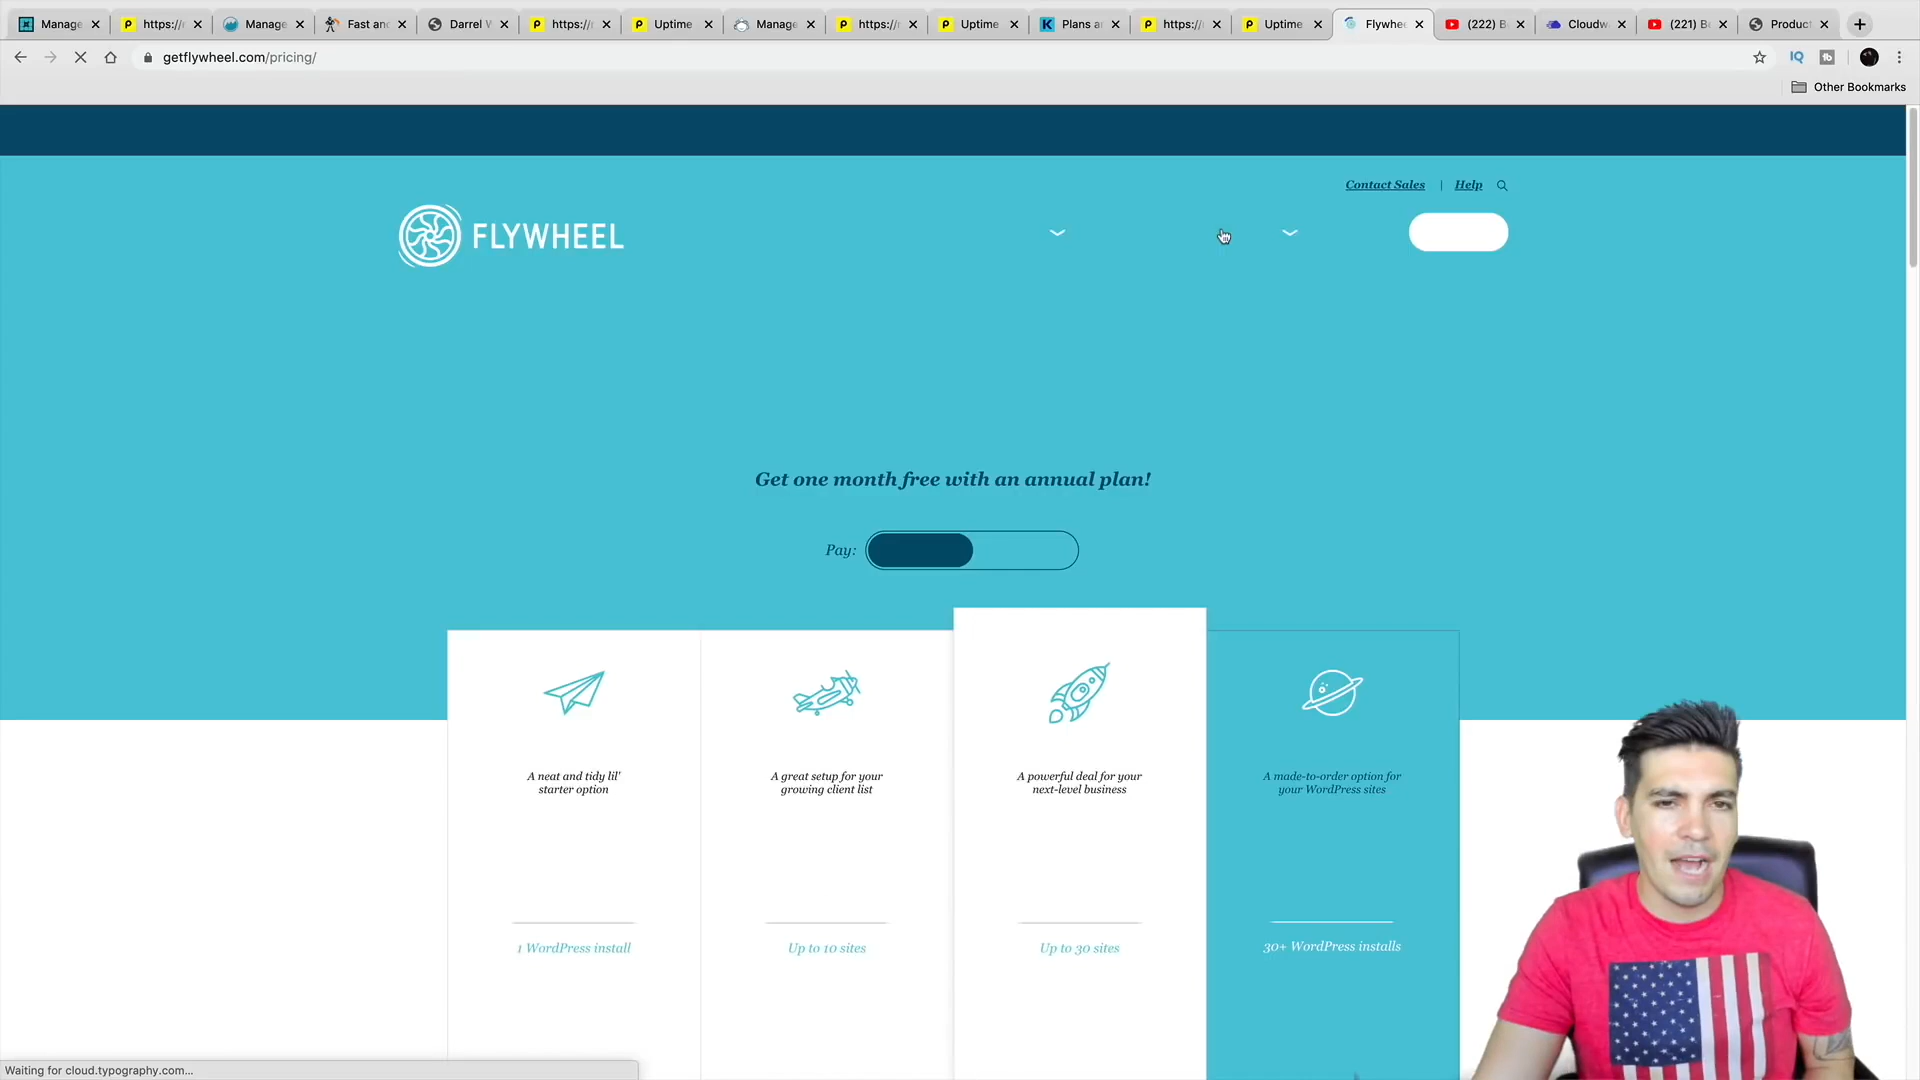 Manage
https://r
Manage
Fast and
Darrel W
https://r
Uptime
Manage
https://r
Uptime
Plans a
https://r
Uptime
Flywhe
(222) B
Cloudw
(221) B
Product
getflywheel.com/pricing/
Other Bookmarks
Contact Sales | Help
FLYWHEEL
Get one month free with an annual plan!
Pay:
A neat and tidy lil'
starter option
1 WordPress install
A great setup for your
growing client list
Up to 10 sites
A powerful deal for your
next-level business
Up to 30 sites
A made-to-order option for
your WordPress sites
30+ WordPress installs
Waiting for cloud.typography.com...